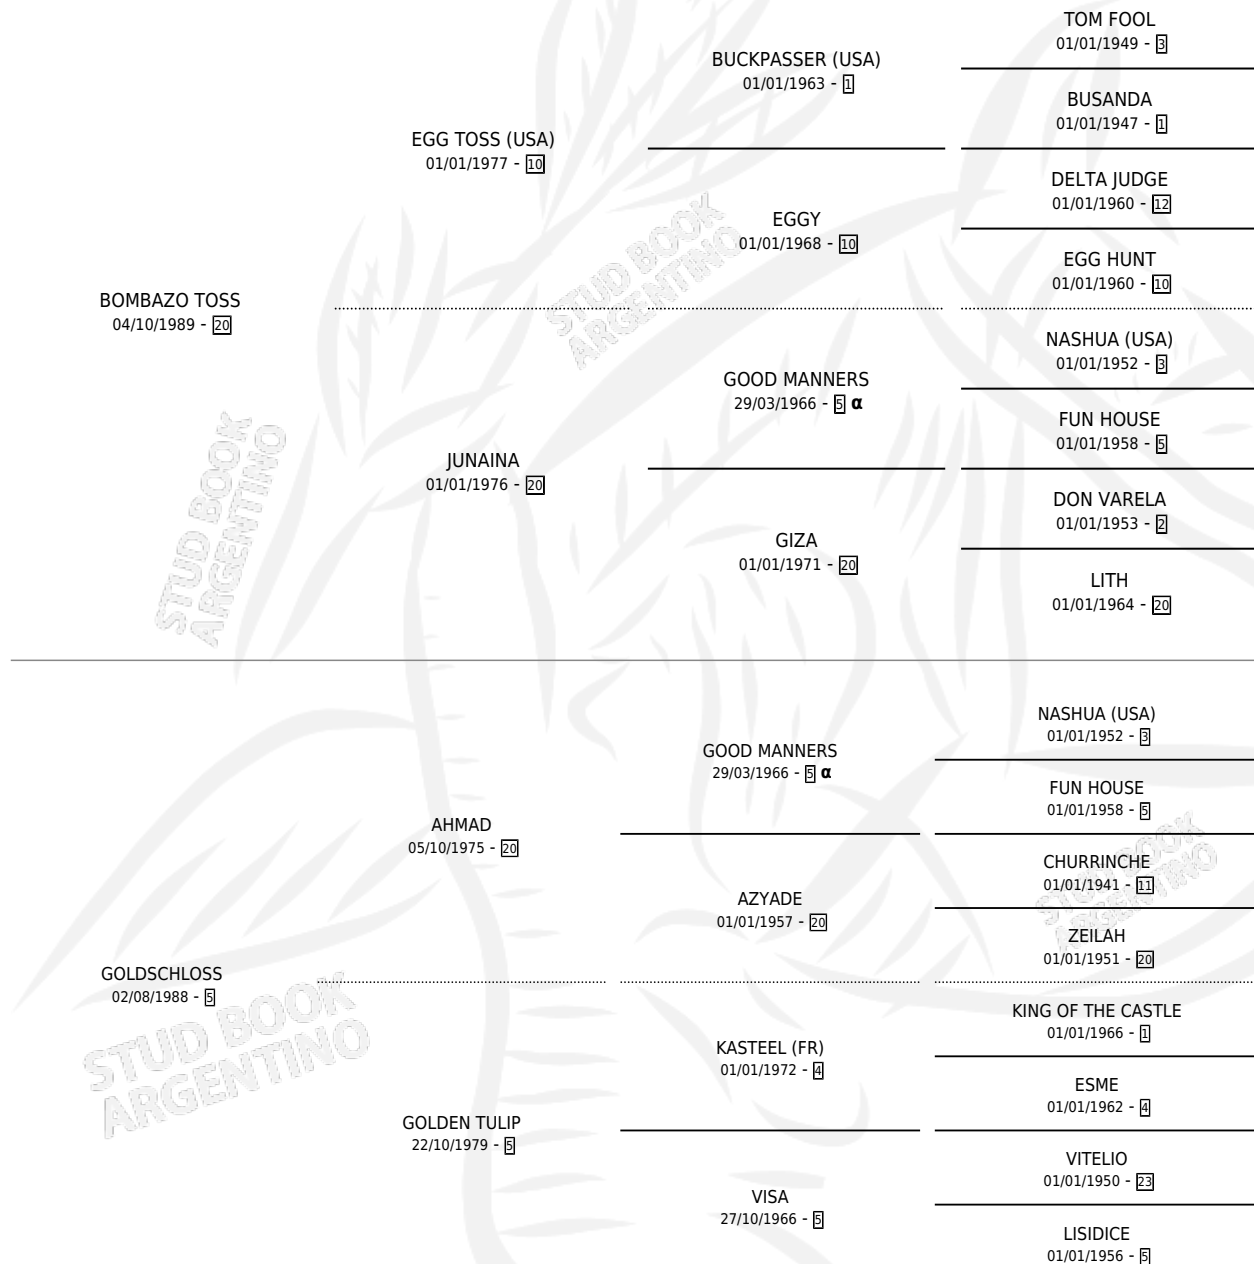 TOM FOOL
01/01/1949 - 3
BUCKPASSER (USA)
01/01/1963 - 1
BUSANDA
01/01/1947 - 1
EGG TOSS (USA)
01/01/1977 - 10
DELTA JUDGE
01/01/1960 - 12
EGGY
01/01/1968 - 10
EGG HUNT
01/01/1960 - 10
BOMBAZO TOSS
04/10/1989 - 20
NASHUA (USA)
01/01/1952 - 3
GOOD MANNERS
29/03/1966 - 5 α
FUN HOUSE
01/01/1958 - 5
JUNAINA
01/01/1976 - 20
DON VARELA
01/01/1953 - 2
GIZA
01/01/1971 - 20
LITH
01/01/1964 - 20
NASHUA (USA)
01/01/1952 - 3
GOOD MANNERS
29/03/1966 - 5 α
FUN HOUSE
01/01/1958 - 5
AHMAD
05/10/1975 - 20
CHURRINCHE
01/01/1941 - 11
AZYADE
01/01/1957 - 20
ZEILAH
01/01/1951 - 20
GOLDSCHLOSS
02/08/1988 - 5
KING OF THE CASTLE
01/01/1966 - 1
KASTEEL (FR)
01/01/1972 - 4
ESME
01/01/1962 - 4
GOLDEN TULIP
22/10/1979 - 5
VITELIO
01/01/1950 - 23
VISA
27/10/1966 - 5
LISIDICE
01/01/1956 - 5
STUD BOOK
ARGENTINO
STUD BOOK
ARGENTINO
STUD BOOK
ARGENTINO
STUD BOOK
ARGENTINO